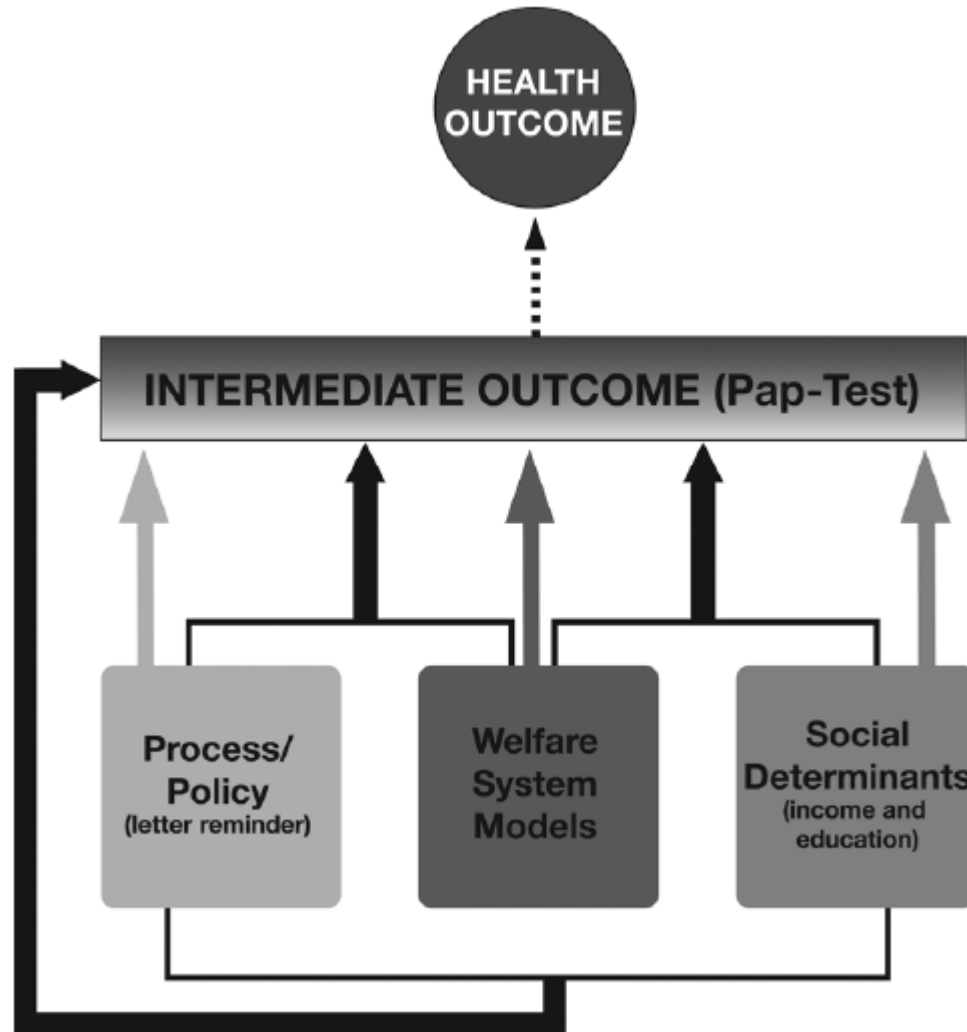 HEALTH
OUTCOME
INTERMEDIATE OUTCOME (Pap-Test)
Process/
Policy
(letter reminder)
Welfare
System
Models
Social
Determinants
(income and
education)